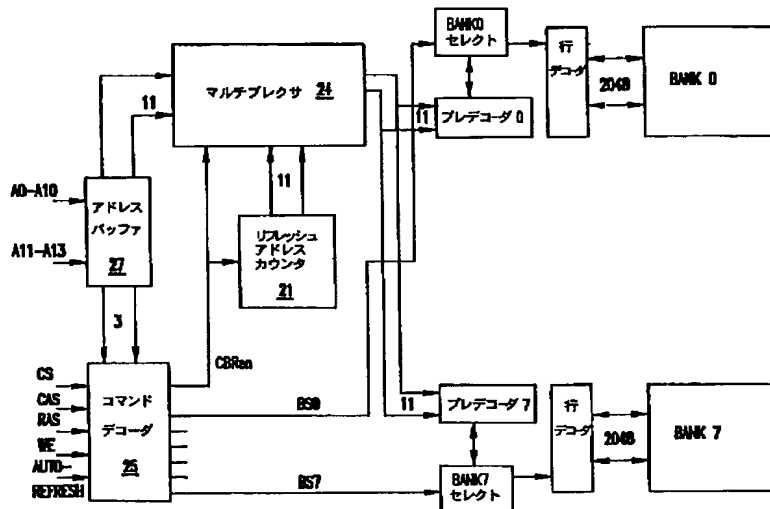 BANK0
セレクト
行
デコーダ
2048
BANK 0
マルチプレクサ 24
11
11
プレデコーダ 0
A0-A10
アドレス
バッファ
27
A11-A13
11
リフレッシュ
アドレス
カウンタ
21
3
CBRen
CS
CAS
RAS
WE
AUTO-
REFRESH
コマンド
デコーダ
25
BS0
BS7
11
プレデコーダ 7
BANK7
セレクト
行
デコーダ
2048
BANK 7